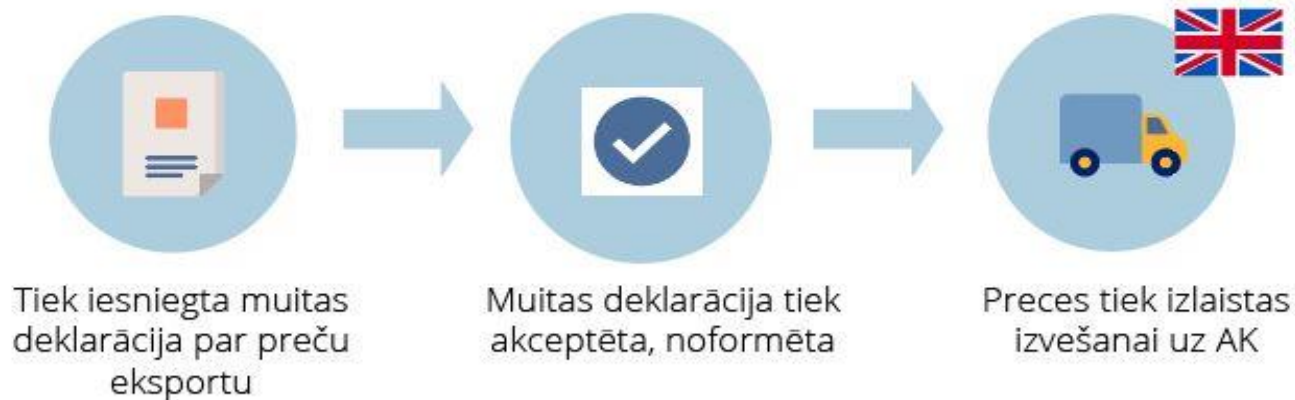 Tiek iesniegta muitas
deklarācija par preču
eksportu
Muitas deklarācija tiek
akceptēta, noformēta
Preces tiek izlaistas
izvešanai uz AK